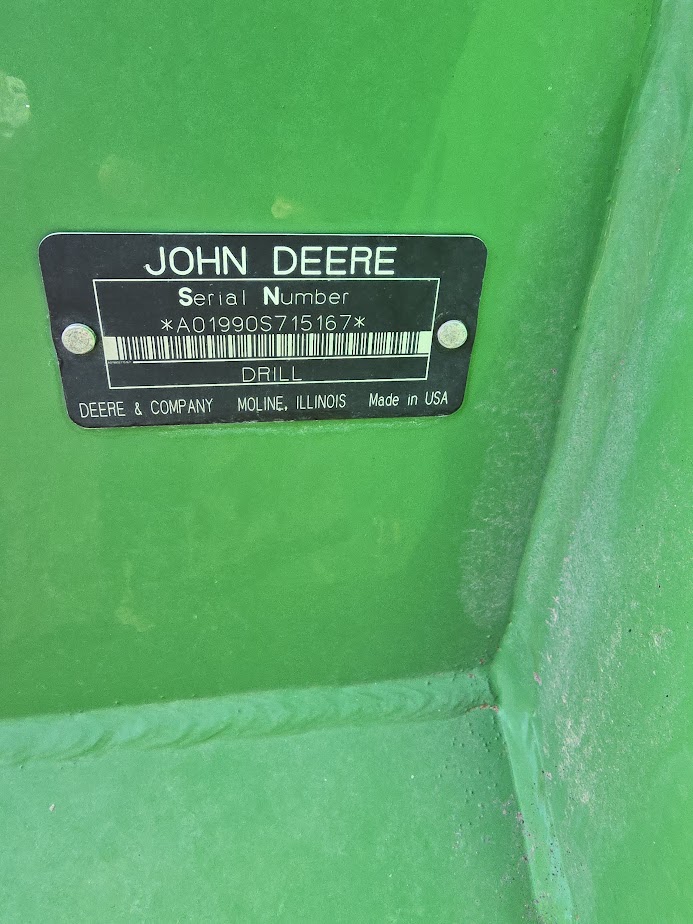 JOHN DEERE
Serial Number
*A01990S715167*
DRILL
DEERE & COMPANY MOLINE, ILLINOIS Made in USA